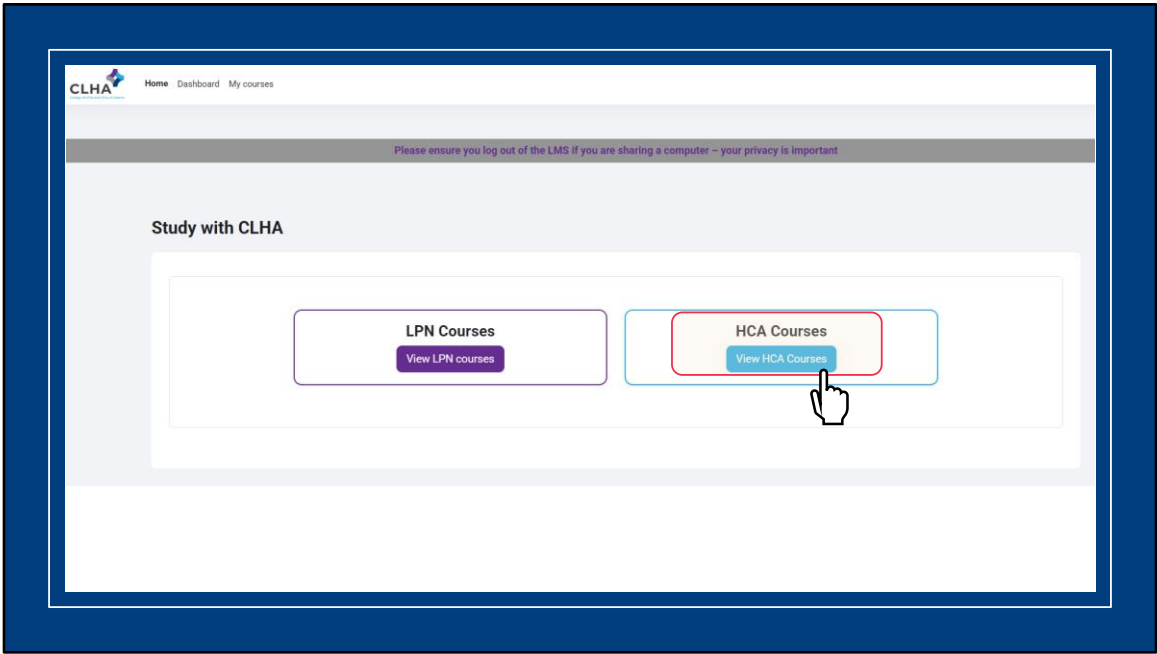 CLHA
Home Dashboard My courses
Please ensure you log out of the LMS if you are sharing a computer – your privacy is important
Study with CLHA
LPN Courses
View LPN courses
HCA Courses
View HCA Courses